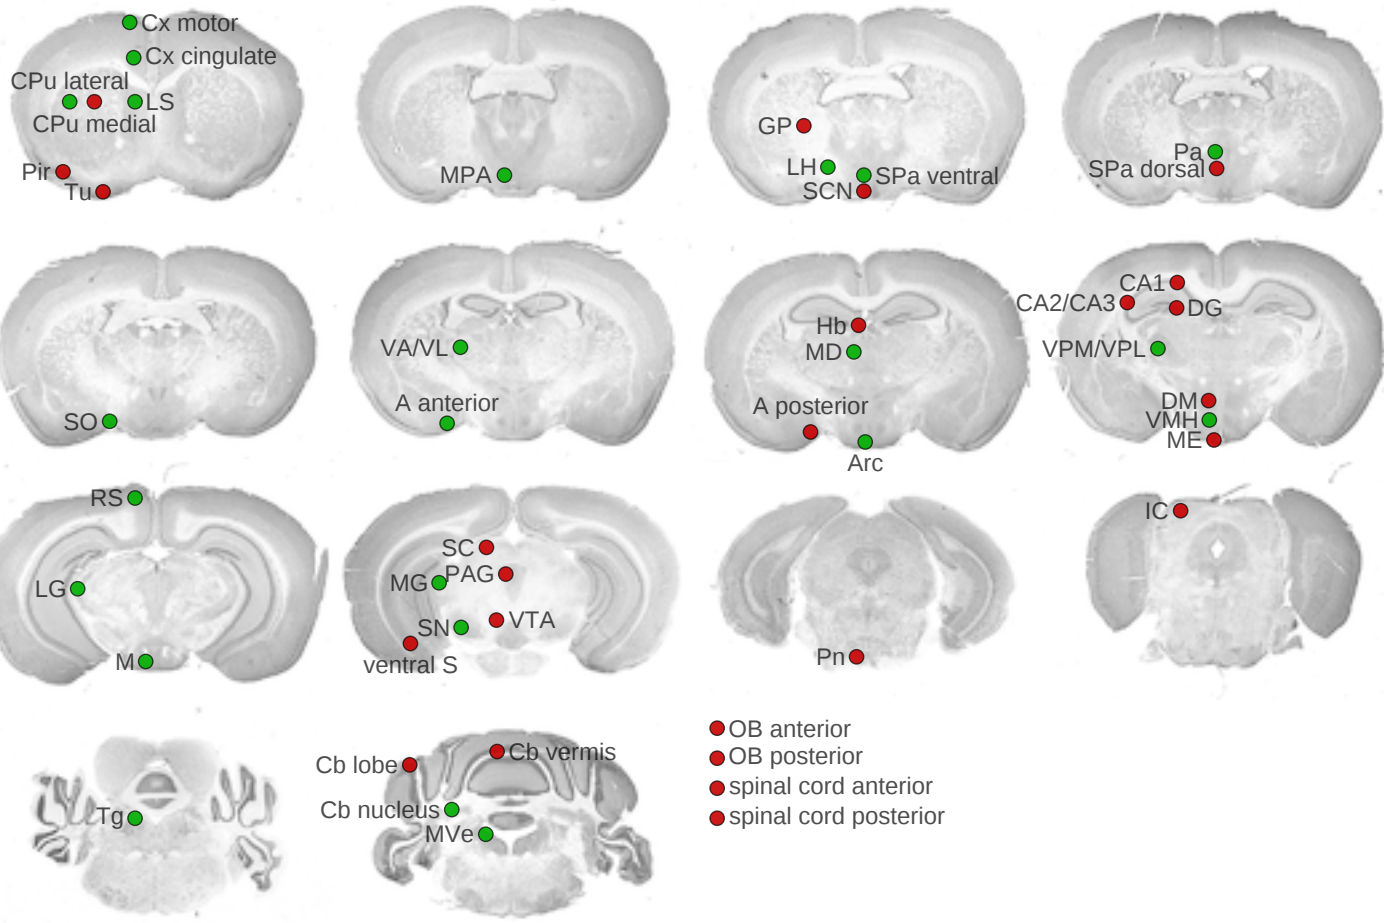 Cx motor
Cx cingulate
CPu lateral
LS
CPu medial
Pir
Tu
MPA
GP
LH
SPa ventral
SCN
Pa
SPa dorsal
SO
VA/VL
A anterior
Hb
MD
A posterior
Arc
CA1
CA2/CA3
DG
VPM/VPL
DM
VMH
ME
RS
LG
M
SC
MG
PAG
SN
VTA
ventral S
Pn
IC
Tg
Cb lobe
Cb vermis
Cb nucleus
MVe
OB anterior
OB posterior
spinal cord anterior
spinal cord posterior